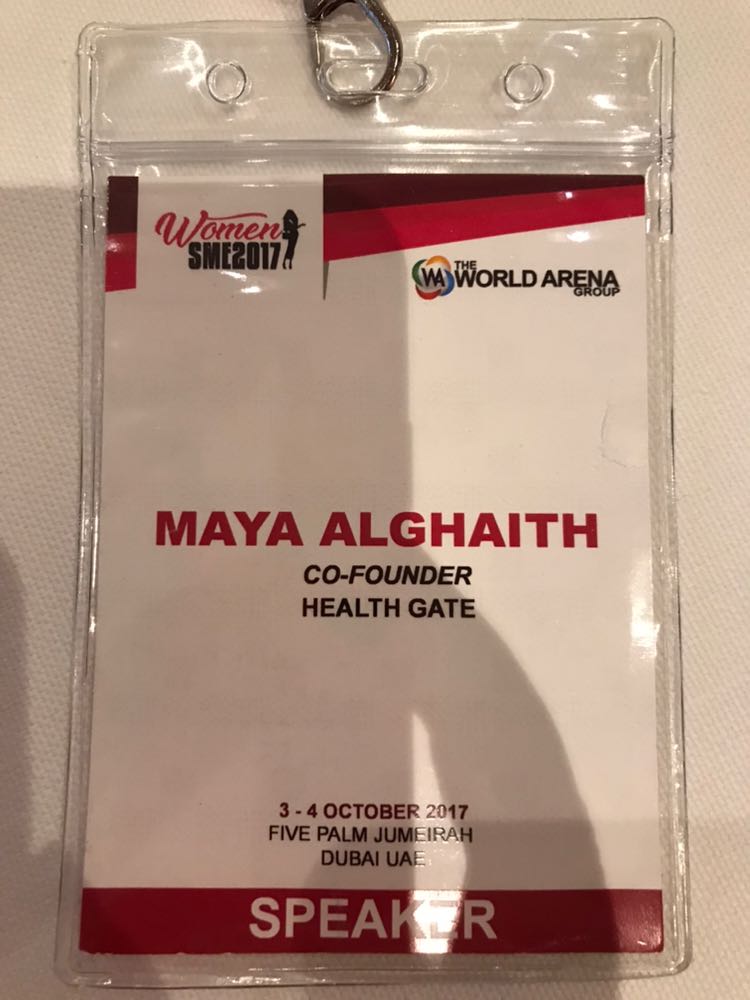 Women
SME2017
WA THE
WORLD ARENA
GROUP
MAYA ALGHAITH
CO-FOUNDER
HEALTH GATE
3 - 4 OCTOBER 2017
FIVE PALM JUMEIRAH
DUBAI UAE
SPEAKER